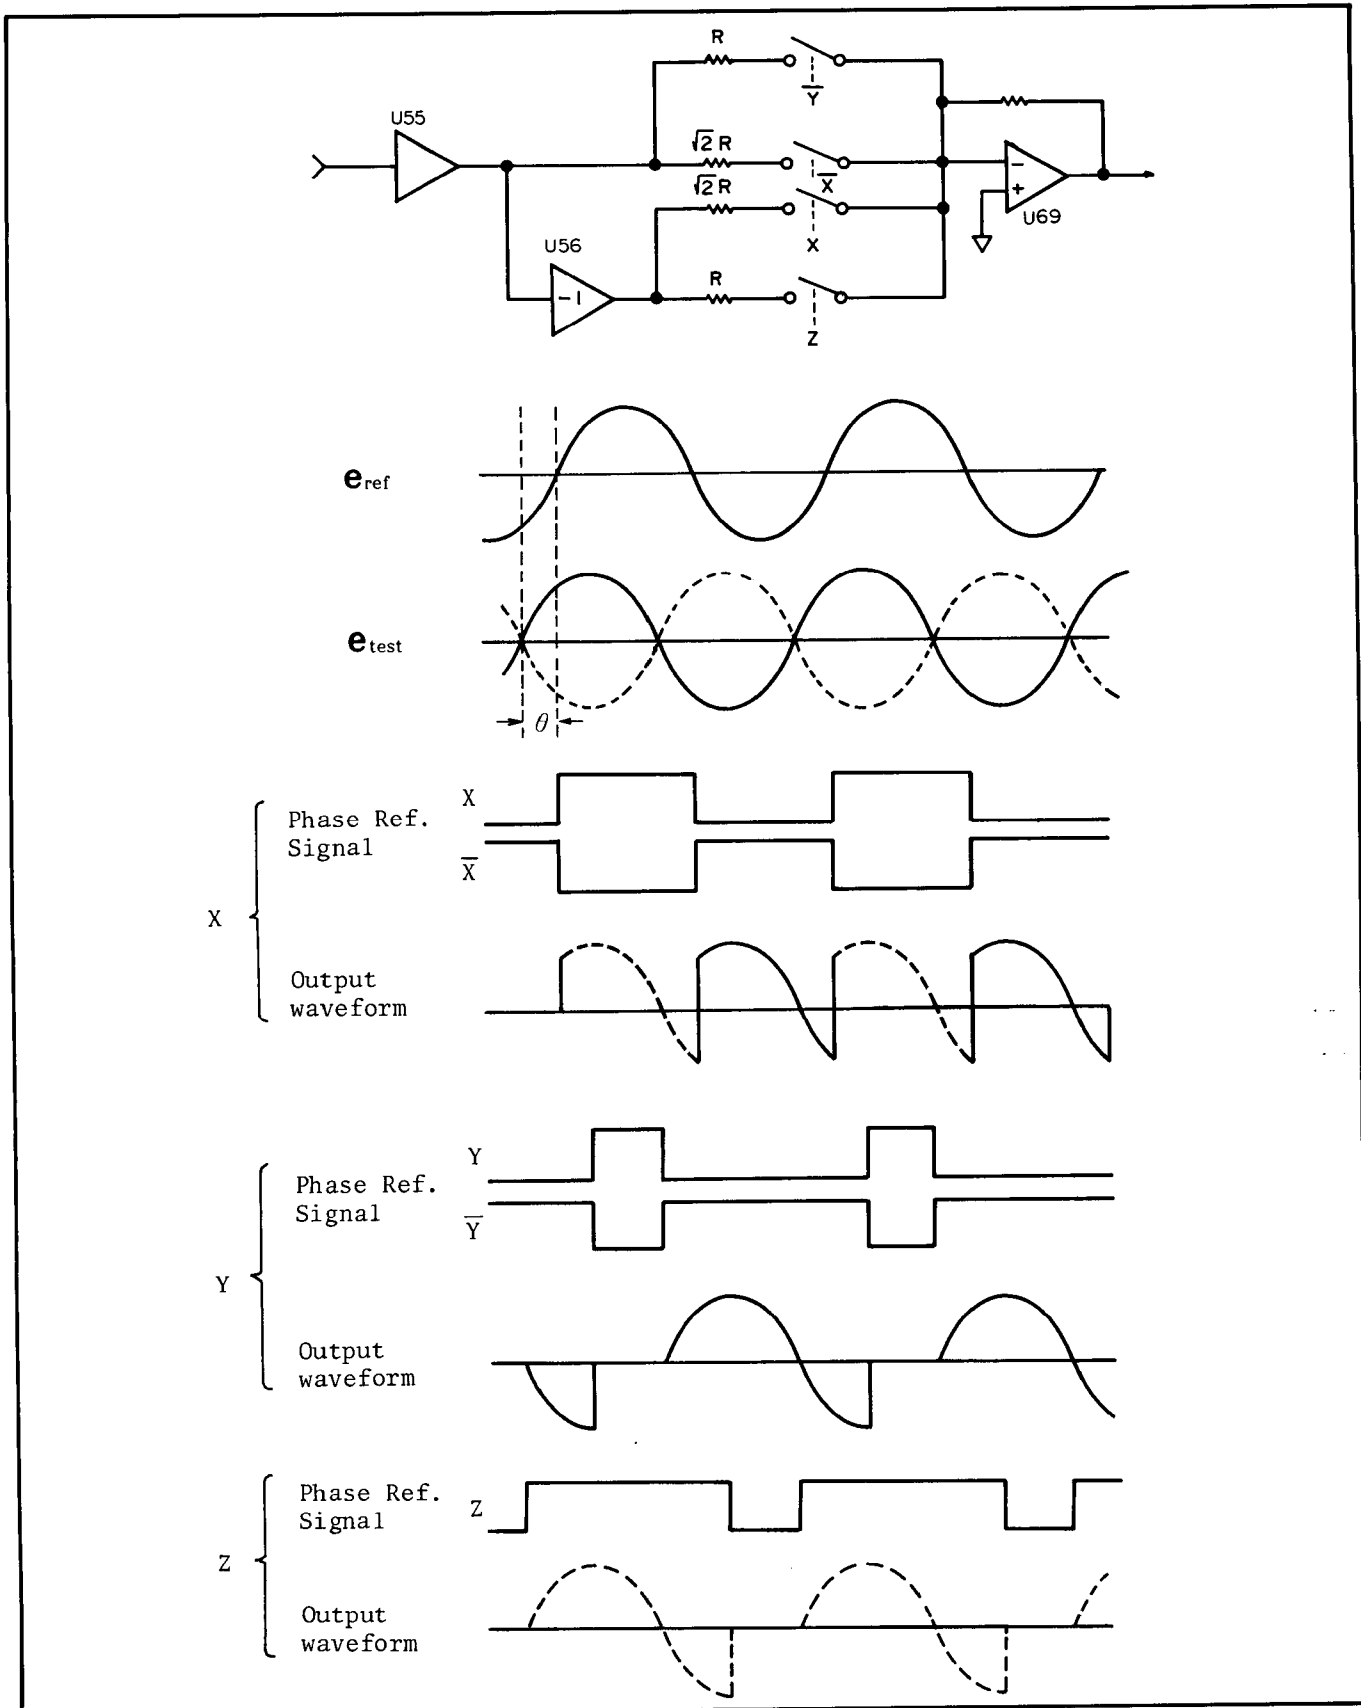 R
Y̅
U55
√2 R
X̅
√2 R
X
U56
-1
R
Z
-
+
U69
e ref
e test
θ
X
Phase Ref. Signal
X
X̅
Output waveform
Y
Phase Ref. Signal
Y
Y̅
Output waveform
Z
Phase Ref. Signal
Z
Output waveform